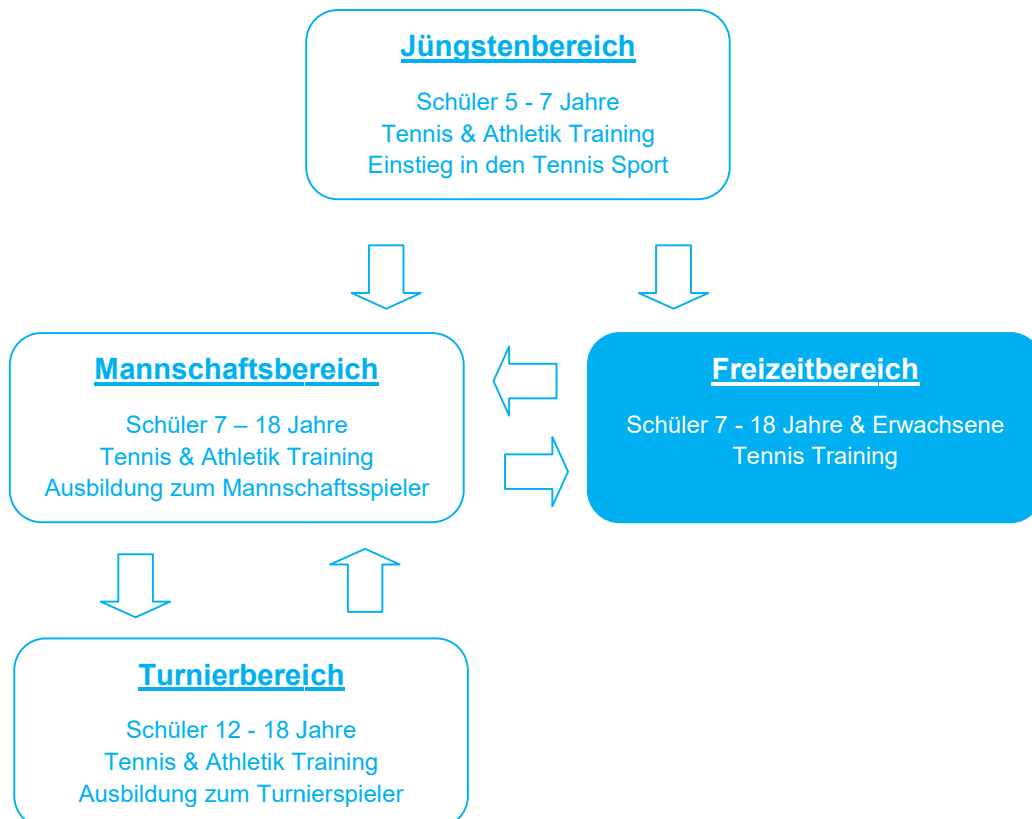 Jüngstenbereich
Schüler 5 - 7 Jahre
Tennis & Athletik Training
Einstieg in den Tennis Sport
Mannschaftsbereich
Schüler 7 – 18 Jahre
Tennis & Athletik Training
Ausbildung zum Mannschaftsspieler
Freizeitbereich
Schüler 7 - 18 Jahre & Erwachsene
Tennis Training
Turnierbereich
Schüler 12 - 18 Jahre
Tennis & Athletik Training
Ausbildung zum Turnierspieler